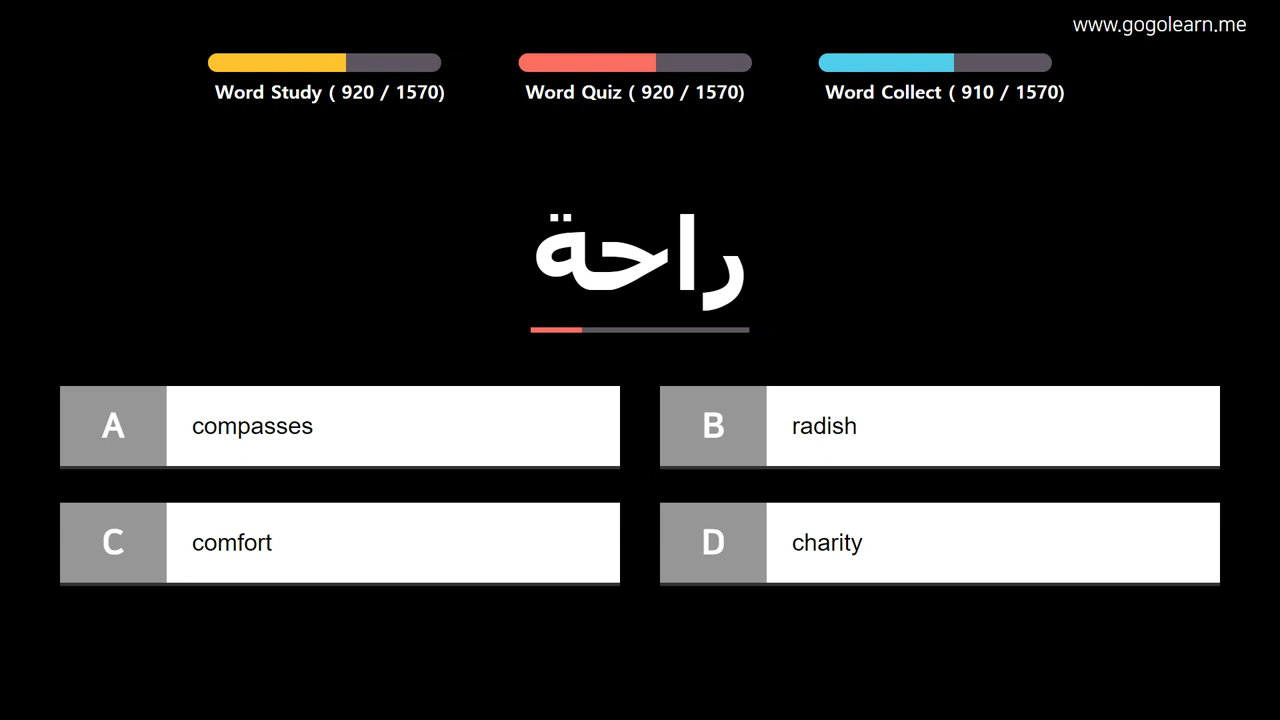 www.gogolearn.me
Word Study ( 920 / 1570)
Word Quiz ( 920 / 1570)
Word Collect ( 910 / 1570)
راحة
A compasses
B radish
C comfort
D charity